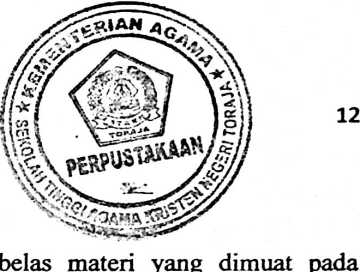 KEMENTERIAN AGAMA
TORAJA
PERPUSTAKAAN
SEKOLAH TINGGI AGAMA KRISTEN NEGERI TORAJA
12
belas materi yang dimuat pada